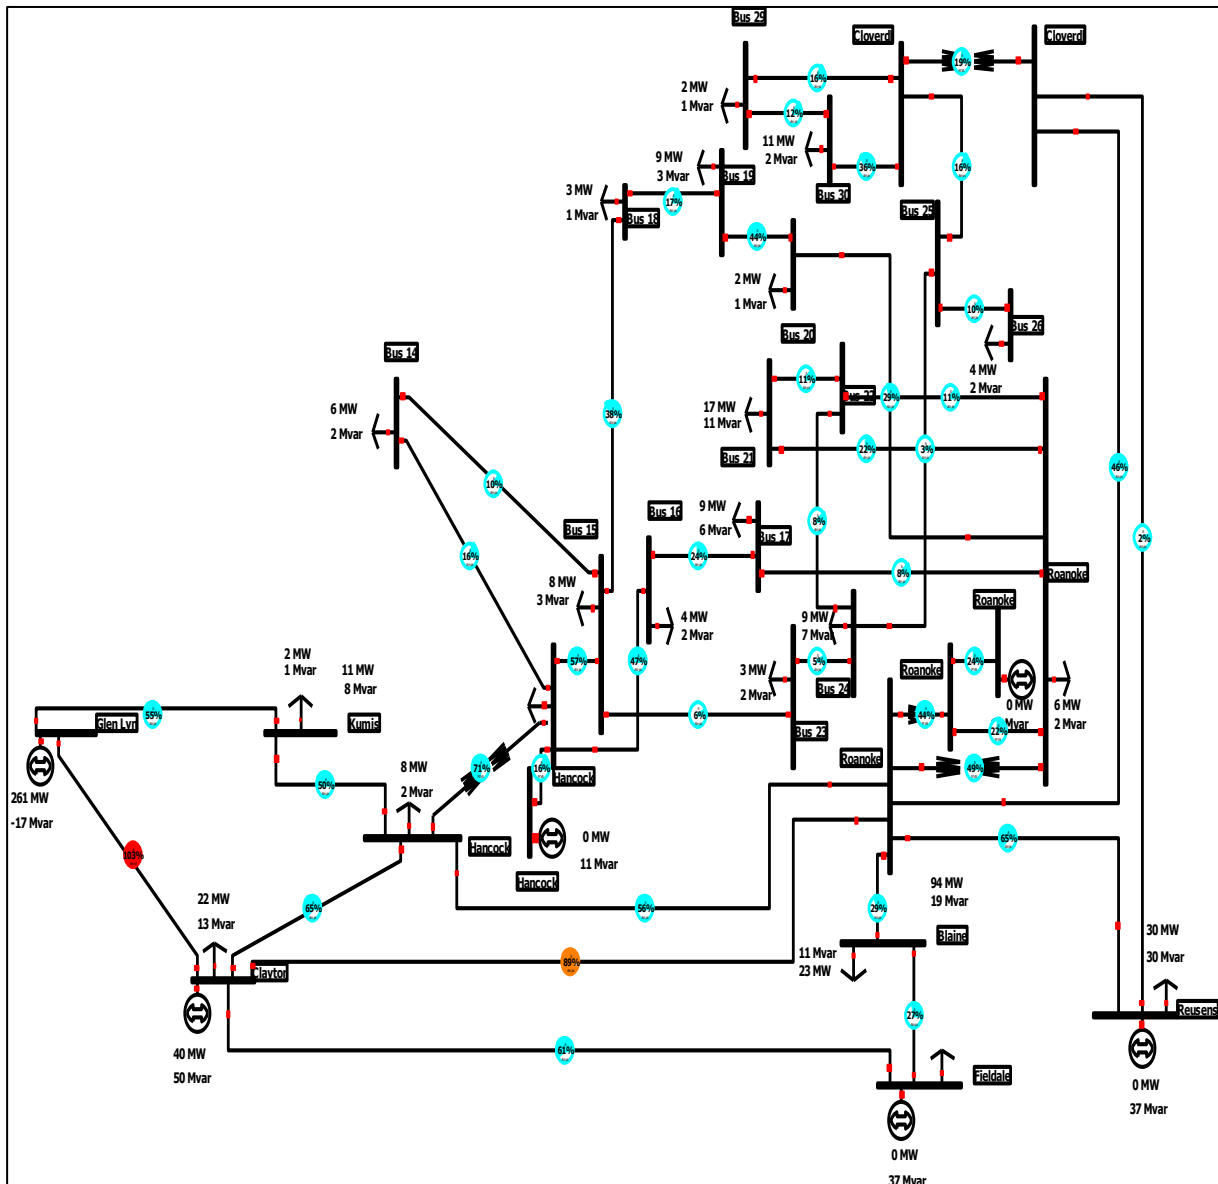 Bus 29
Cloverdl
Cloverdl
19%
16%
2 MW
1 Mvar
12%
11 MW
2 Mvar
36%
16%
9 MW
3 Mvar
Bus 19
Bus 30
3 MW
1 Mvar
17%
Bus 18
Bus 25
44%
2 MW
1 Mvar
10%
Bus 26
Bus 20
4 MW
2 Mvar
Bus 14
11%
Bus 22
29%
11%
6 MW
2 Mvar
38%
17 MW
11 Mvar
22%
3%
Bus 21
46%
10%
Bus 15
Bus 16
9 MW
6 Mvar
Bus 17
8%
16%
24%
2%
8%
Roanoke
8 MW
3 Mvar
Roanoke
4 MW
2 Mvar
9 MW
7 Mvar
2 MW
1 Mvar
11 MW
8 Mvar
57%
47%
3 MW
2 Mvar
5%
Bus 24
Roanoke
24%
0 MW
Mvar
6 MW
2 Mvar
55%
Glen Lyn
Kumis
6%
Bus 23
44%
22%
Roanoke
71%
16%
Hancock
49%
261 MW
-17 Mvar
50%
8 MW
2 Mvar
Hancock
0 MW
11 Mvar
65%
103%
Hancock
22 MW
13 Mvar
65%
56%
29%
94 MW
19 Mvar
Blaine
Claytor
89%
11 Mvar
23 MW
30 MW
30 Mvar
Reusens
27%
40 MW
50 Mvar
61%
Fieldale
0 MW
37 Mvar
0 MW
37 Mvar